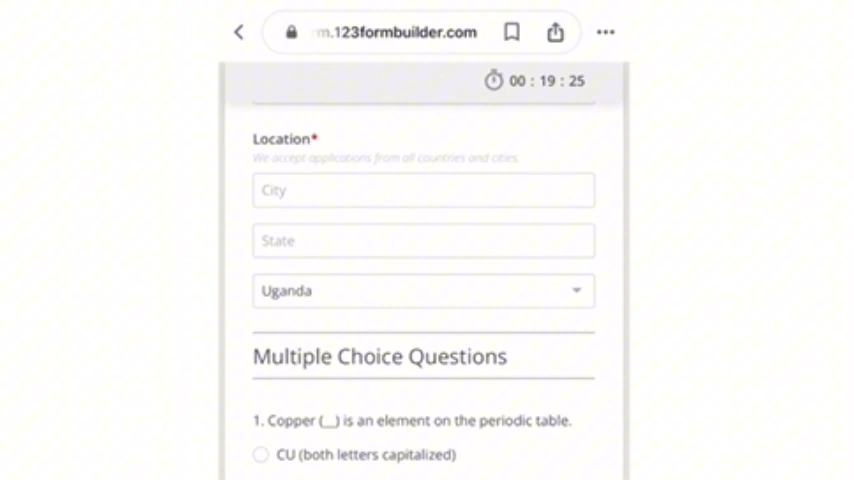 m.123formbuilder.com
00 : 19 : 25
Location*
We accept applications from all countries and cities.
City
State
Uganda
Multiple Choice Questions
1. Copper (__) is an element on the periodic table.
CU (both letters capitalized)